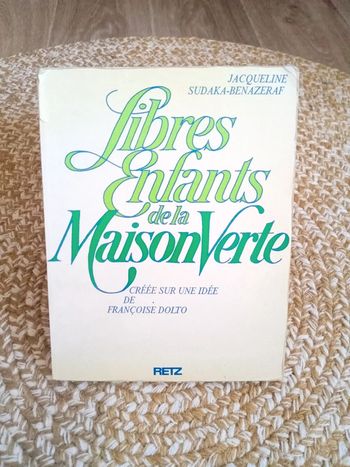 JACQUELINE
SUDAKA-BENAZERAF
Libres
Enfants
de la
Maison Verte
CRÉÉE SUR UNE IDÉE
DE
FRANÇOISE DOLTO
RETZ